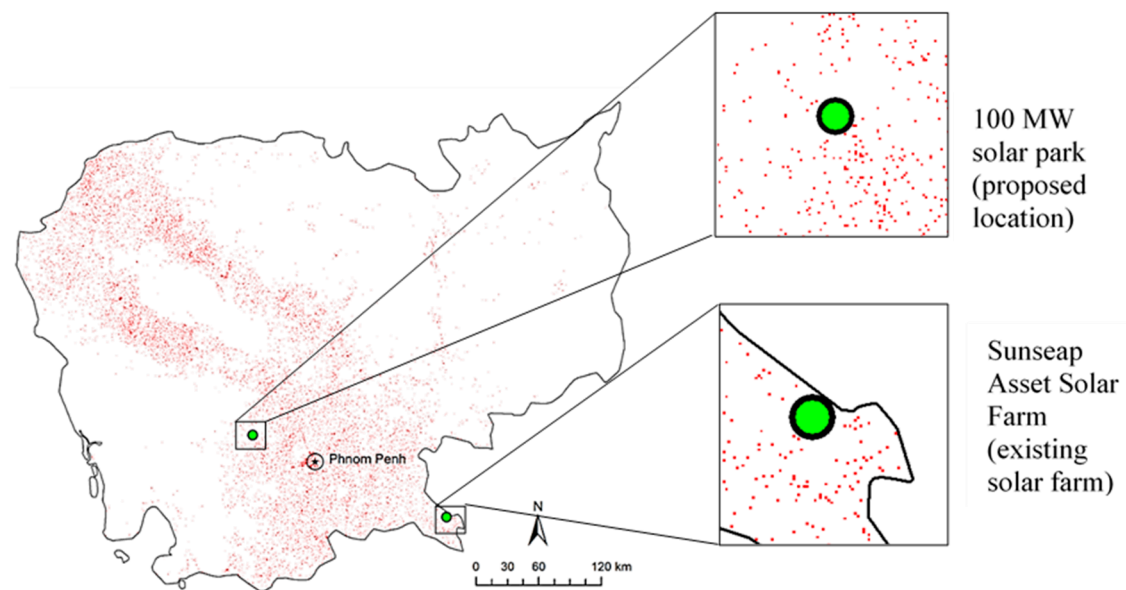 100 MW
solar park
(proposed
location)
Phnom Penh
Sunseap
Asset Solar
Farm
(existing
solar farm)
N
0 30 60 120 km